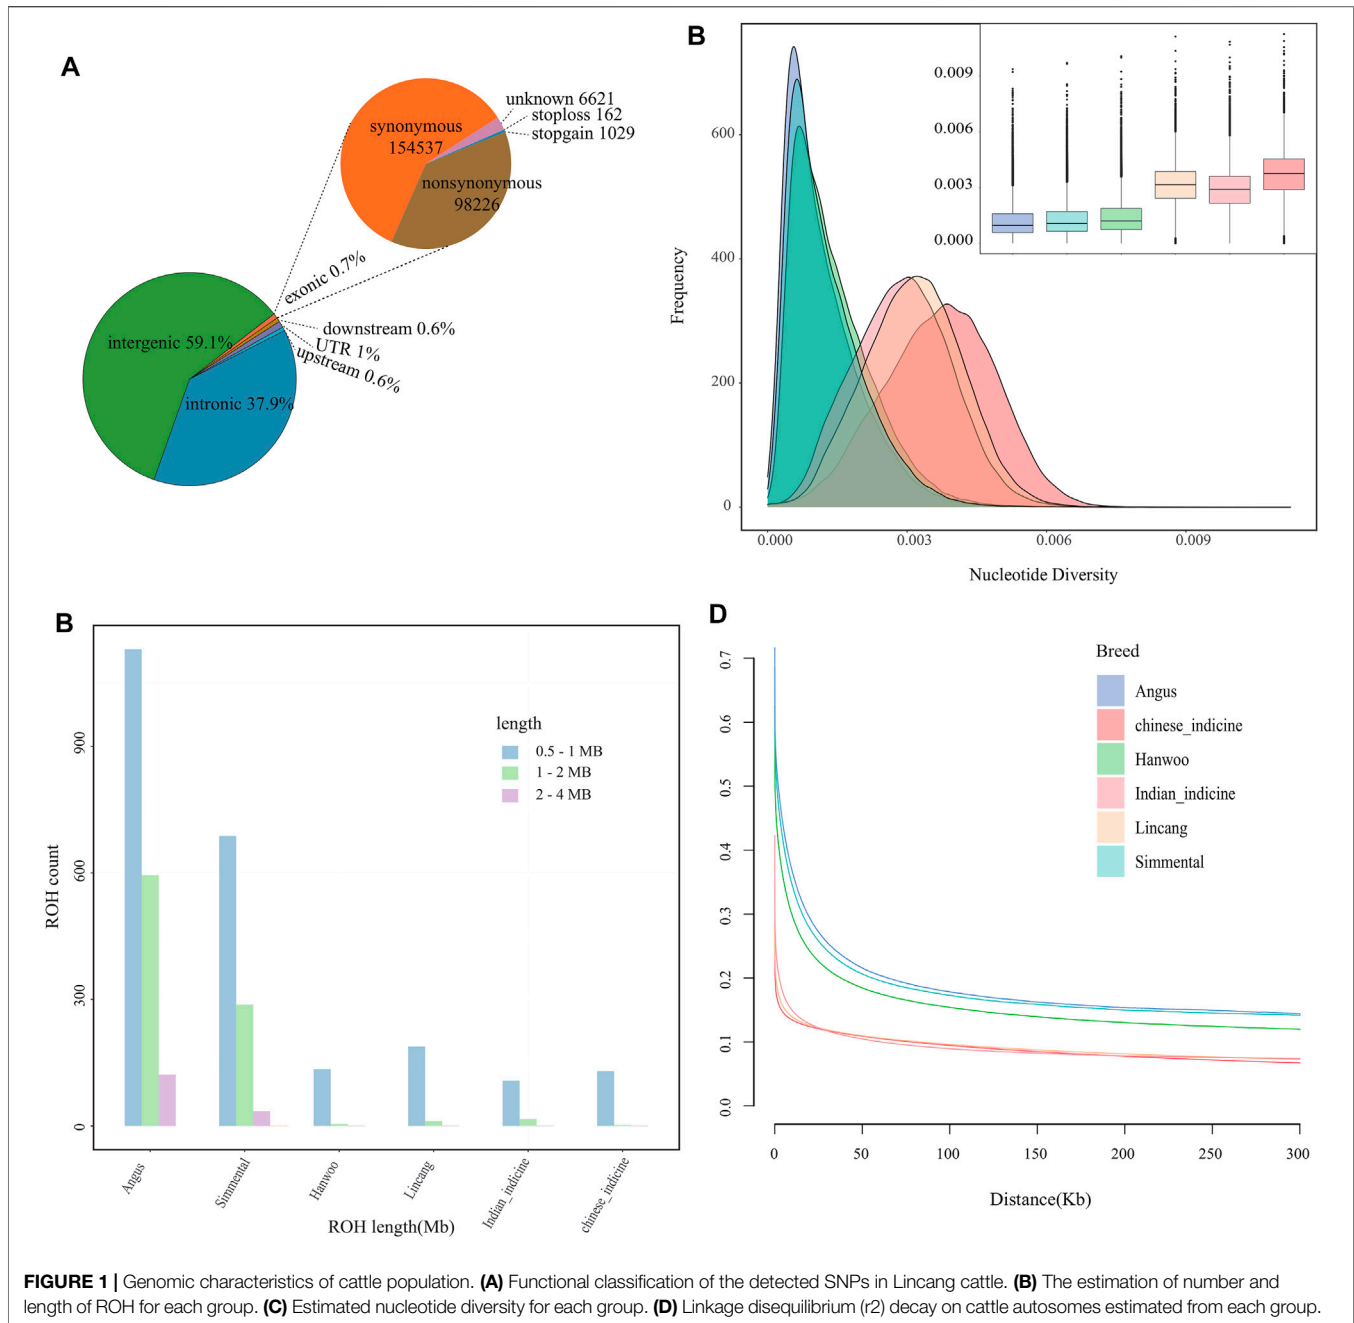 A
synonymous
154537
unknown 6621
stoploss 162
stopgain 1029
nonsynonymous
98226
exonic 0.7%
downstream 0.6%
UTR 1%
upstream 0.6%
intergenic 59.1%
intronic 37.9%
B
Frequency
600
400
200
0
0.009
0.006
0.003
0.000
0.000 0.003 0.006 0.009
Nucleotide Diversity
B
ROH count
900
600
300
0
length
0.5 - 1 MB
1 - 2 MB
2 - 4 MB
Angus
Simmental
Hanwoo
Lincang
Indian_indicine
chinese_indicine
ROH length(Mb)
D
0.7
0.6
0.5
0.4
0.3
0.2
0.1
0.0
Breed
Angus
chinese_indicine
Hanwoo
Indian_indicine
Lincang
Simmental
0 50 100 150 200 250 300
Distance(Kb)
FIGURE 1 | Genomic characteristics of cattle population. (A) Functional classification of the detected SNPs in Lincang cattle. (B) The estimation of number and
length of ROH for each group. (C) Estimated nucleotide diversity for each group. (D) Linkage disequilibrium (r2) decay on cattle autosomes estimated from each group.